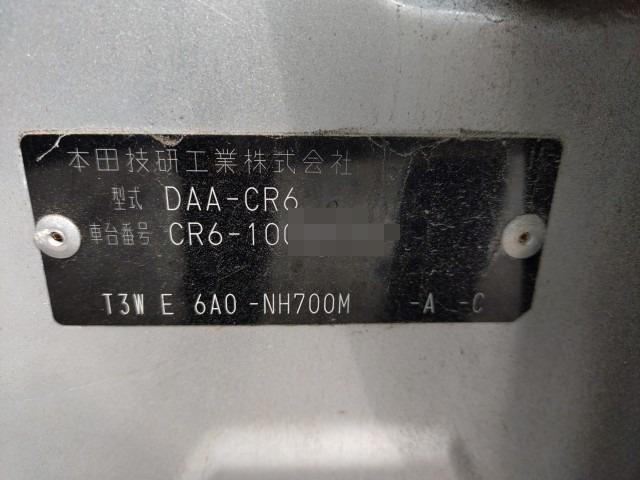 本田技研工業株式会社
型式 DAA-CR6
車台番号 CR6-100
T3W E 6A0 -NH700M -A -C